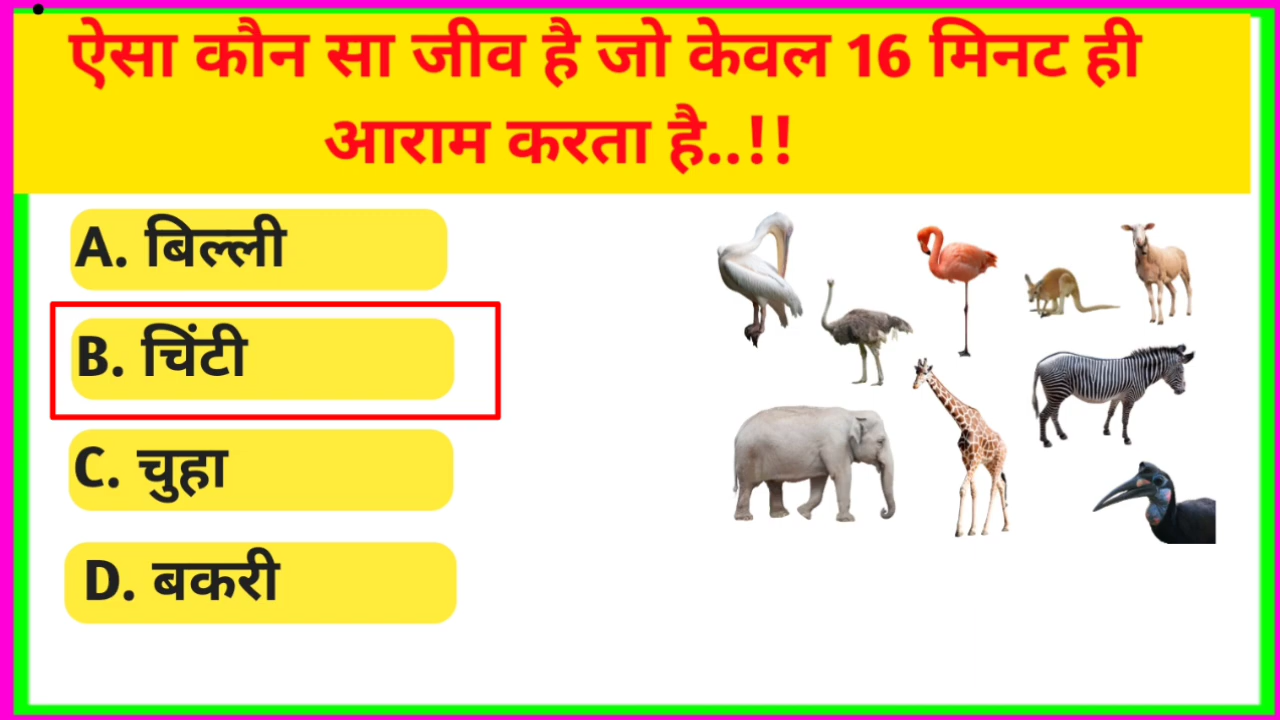 ऐसा कौन सा जीव है जो केवल 16 मिनट ही
आराम करता है..!!
A. बिल्ली
B. चिंटी
C. चुहा
D. बकरी